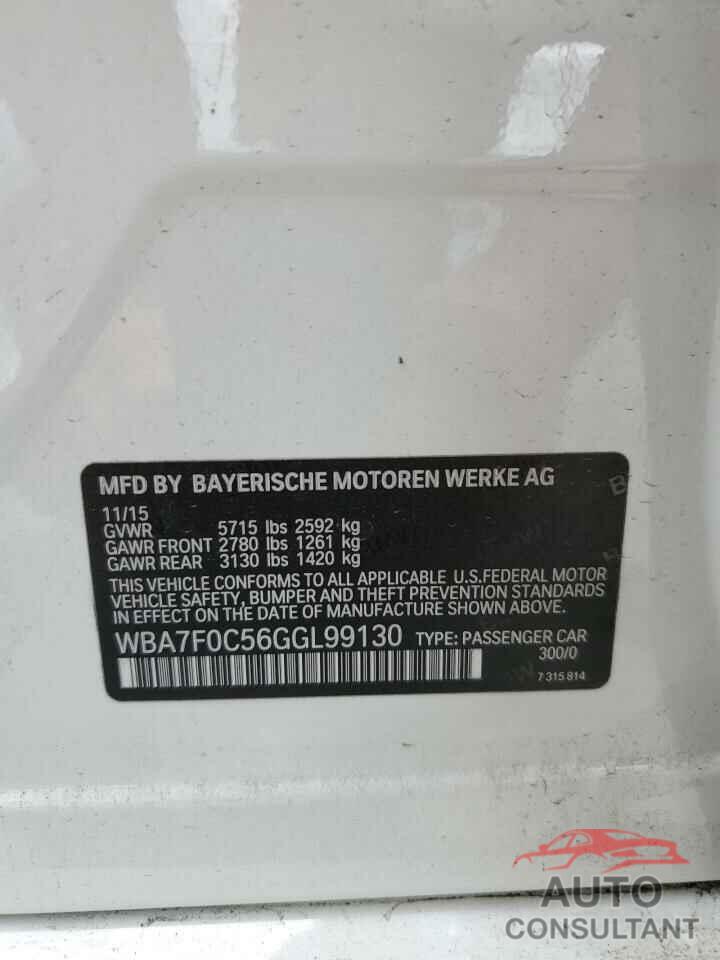 MFD BY BAYERISCHE MOTOREN WERKE AG
11/15
GVWR 5715 lbs 2592 kg
GAWR FRONT 2780 lbs 1261 kg
GAWR REAR 3130 lbs 1420 kg
THIS VEHICLE CONFORMS TO ALL APPLICABLE U.S.FEDERAL MOTOR
VEHICLE SAFETY, BUMPER AND THEFT PREVENTION STANDARDS
IN EFFECT ON THE DATE OF MANUFACTURE SHOWN ABOVE.
WBA7F0C56GGL99130 TYPE: PASSENGER CAR
300/0
7 315 814
AUTO
CONSULTANT